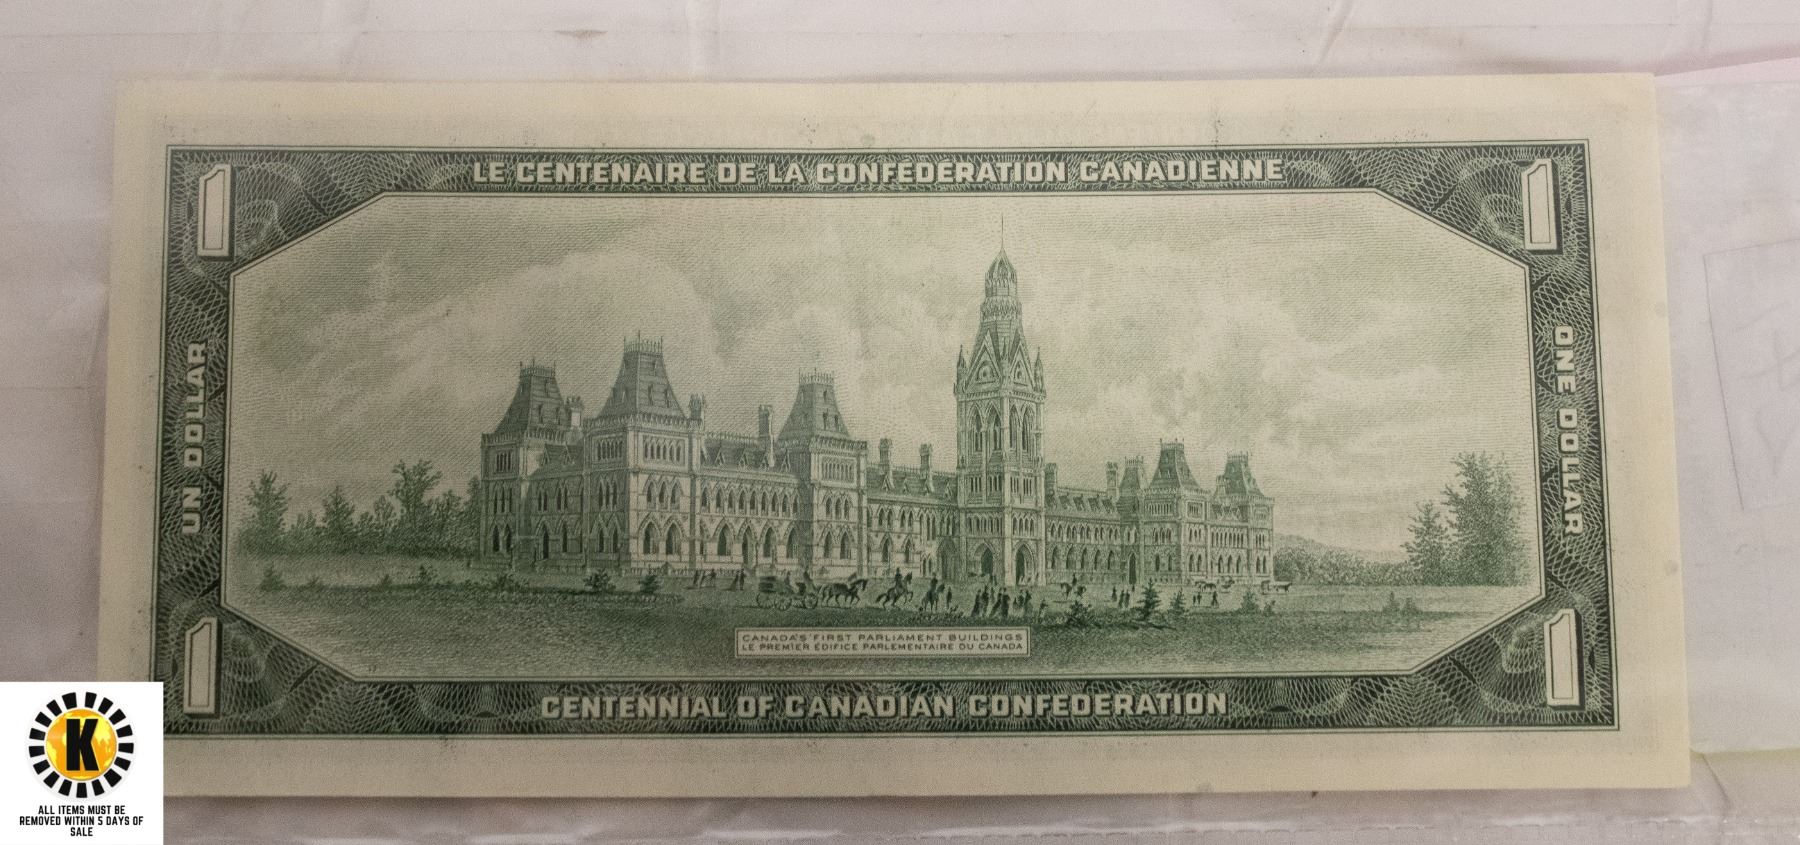 1
LE CENTENAIRE DE LA CONFÉDÉRATION CANADIENNE
1
UN DOLLAR
ONE DOLLAR
CANADA'S FIRST PARLIAMENT BUILDINGS
LE PREMIER ÉDIFICE PARLEMENTAIRE DU CANADA
1
CENTENNIAL OF CANADIAN CONFEDERATION
1
K
ALL ITEMS MUST BE
REMOVED WITHIN 5 DAYS OF
SALE